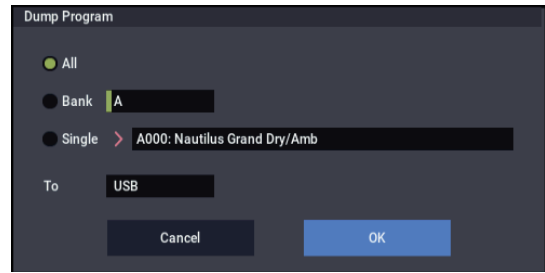 Dump Program
All
Bank A
Single > A000: Nautilus Grand Dry/Amb
To USB
Cancel OK